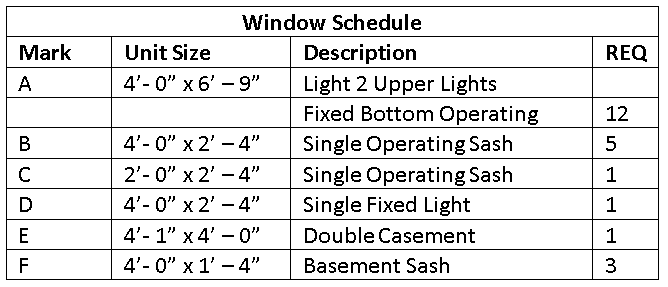 Window Schedule
Mark Unit Size Description REQ
A 4’- 0” x 6’ – 9” Light 2 Upper Lights
Fixed Bottom Operating 12
B 4’- 0” x 2’ – 4” Single Operating Sash 5
C 2’- 0” x 2’ – 4” Single Operating Sash 1
D 4’- 0” x 2’ – 4” Single Fixed Light 1
E 4’- 1” x 4’ – 0” Double Casement 1
F 4’- 0” x 1’ – 4” Basement Sash 3